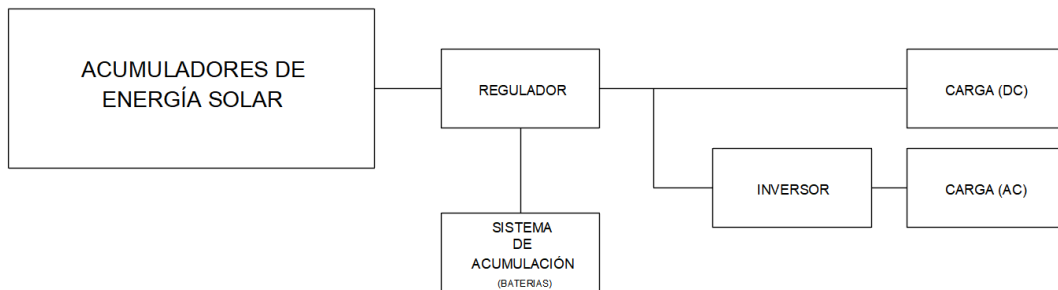 ACUMULADORES DE
ENERGÍA SOLAR
REGULADOR
CARGA (DC)
INVERSOR
CARGA (AC)
SISTEMA
DE
ACUMULACIÓN
(BATERIAS)